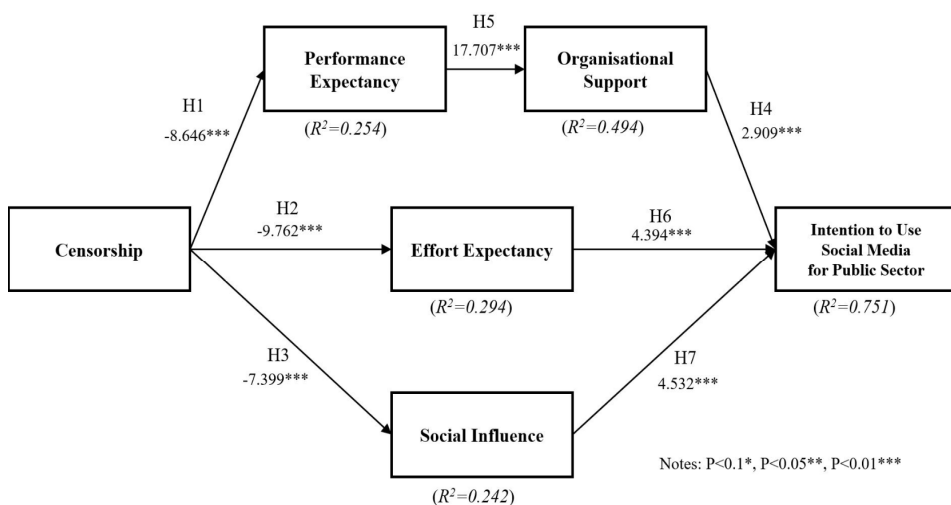 H5
17.707***
Performance
Expectancy
Organisational
Support
H1
-8.646***
(R²=0.254)
(R²=0.494)
H4
2.909***
H2
-9.762***
H6
4.394***
Censorship
Effort Expectancy
Intention to Use
Social Media
for Public Sector
(R²=0.294)
(R²=0.751)
H3
-7.399***
H7
4.532***
Social Influence
Notes: P<0.1*, P<0.05**, P<0.01***
(R²=0.242)